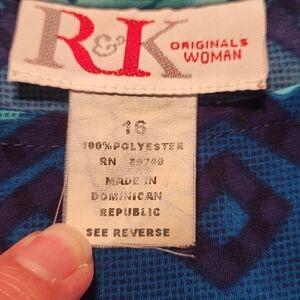 R&K
ORIGINALS
WOMAN
16
100%POLYESTER
RN
MADE IN
DOMINICAN
REPUBLIC
SEE REVERSE